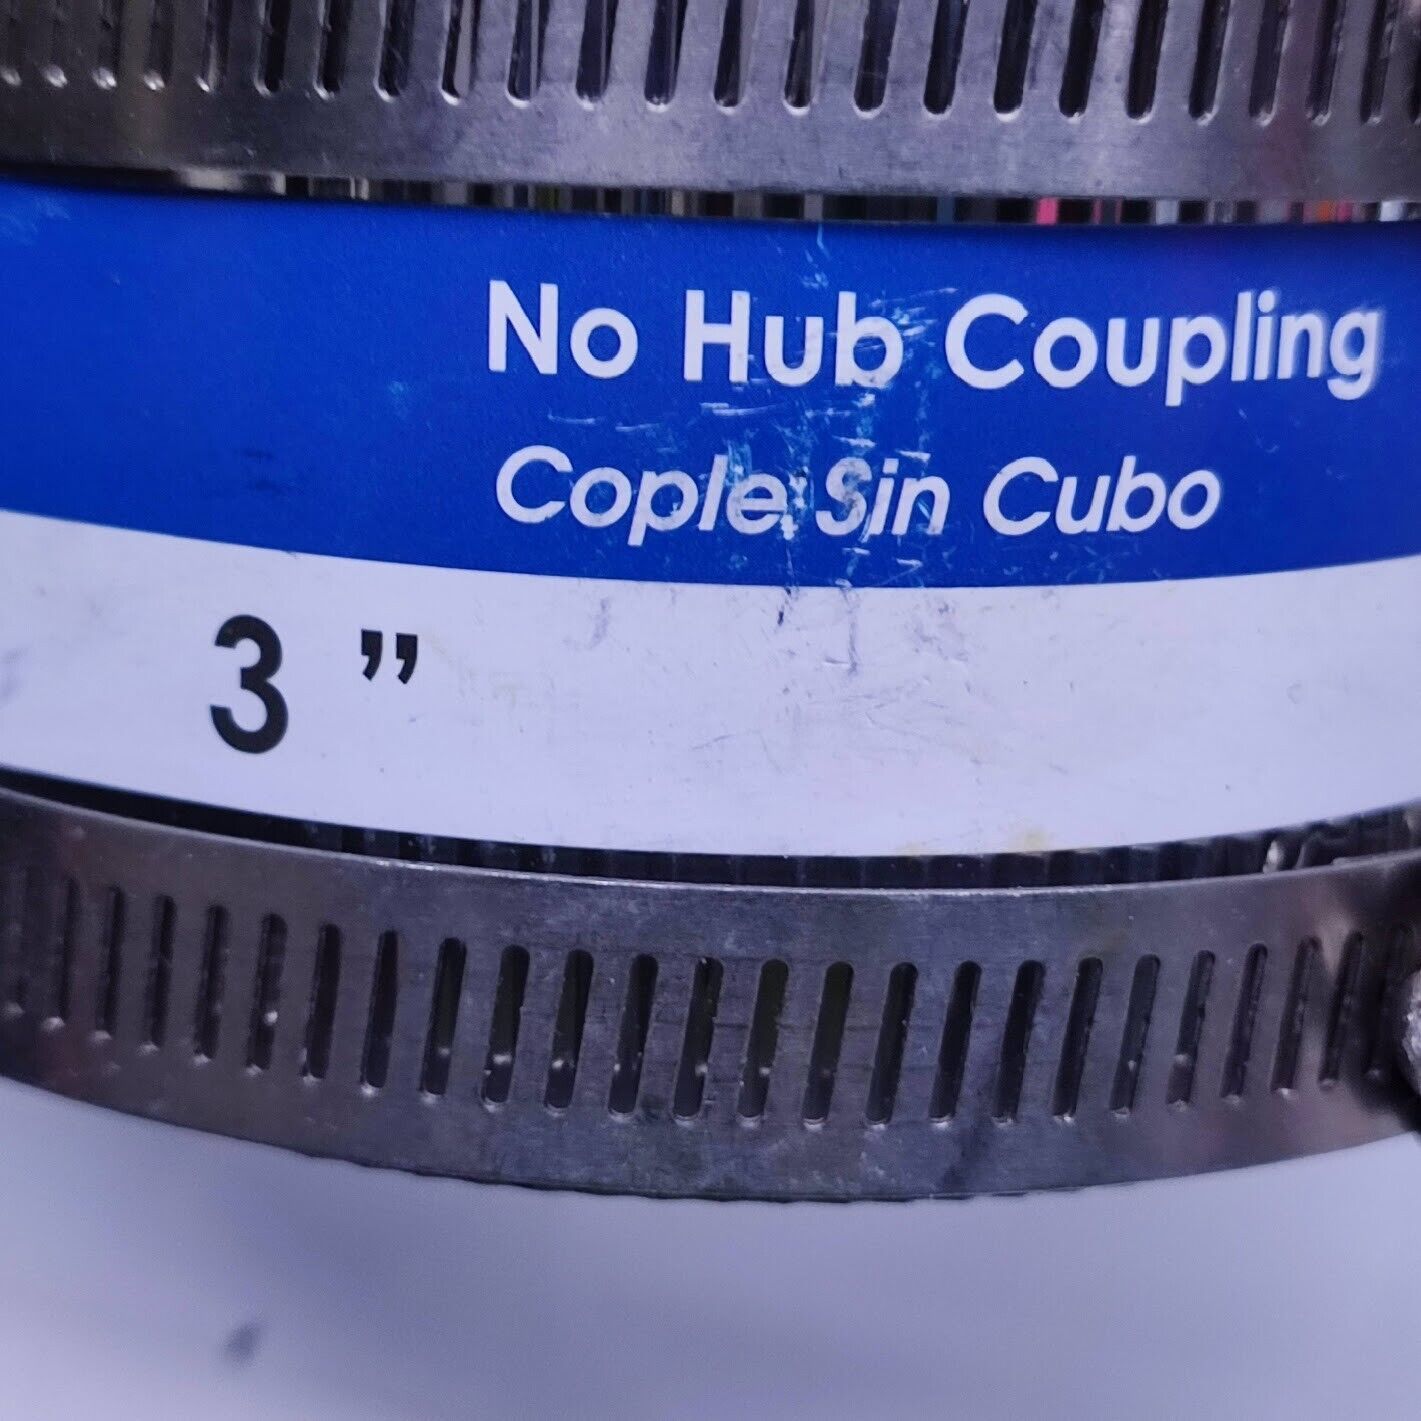 No Hub Coupling
Cople Sin Cubo
3 ”